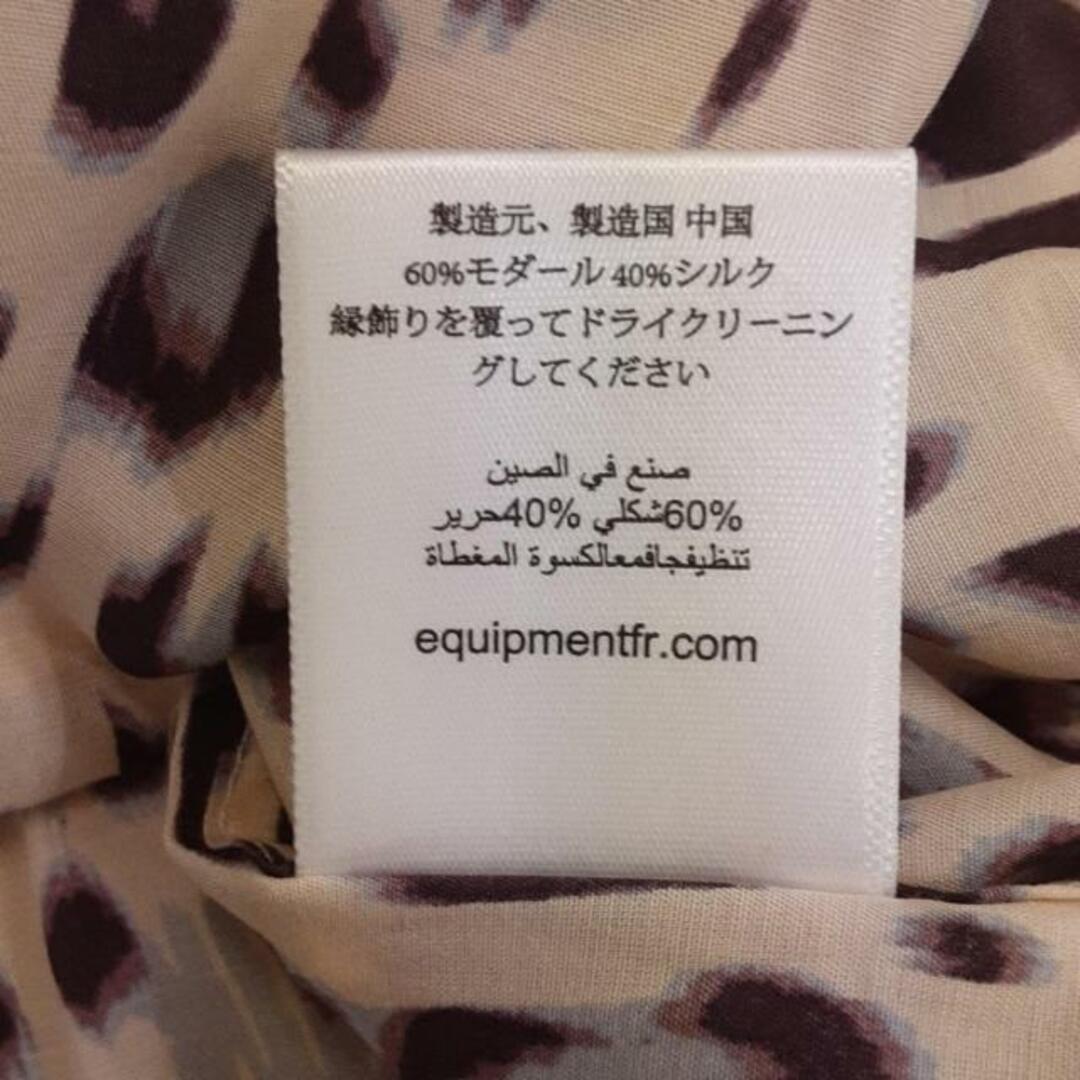 製造元、製造国 中国
60%モダール 40%シルク
縁飾りを覆ってドライクリーニン
グしてください
صنع في الصين
60%شكلي 40%حرير
تنظيفجافمعالكسوة المغطاة
equipmentfr.com